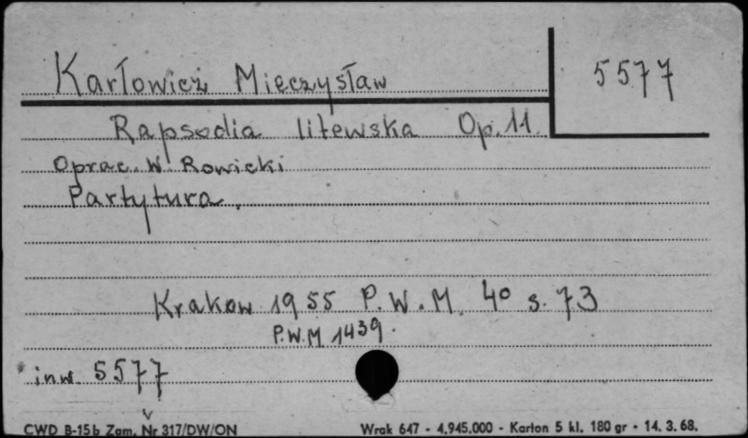 Karłowicz Mieczysław
5577
Rapsodia litewska Op. 11.
Oprac. W. Rowicki
Partytura.
Krakow 1955 P.W.M. 4° s. 73
P.W.M 1439.
inw. 5577
CWD B-15b Zam. Nr 317/DW/ON
Wrak 647 - 4.945.000 - Karton 5 kl. 180 gr - 14. 3. 68.